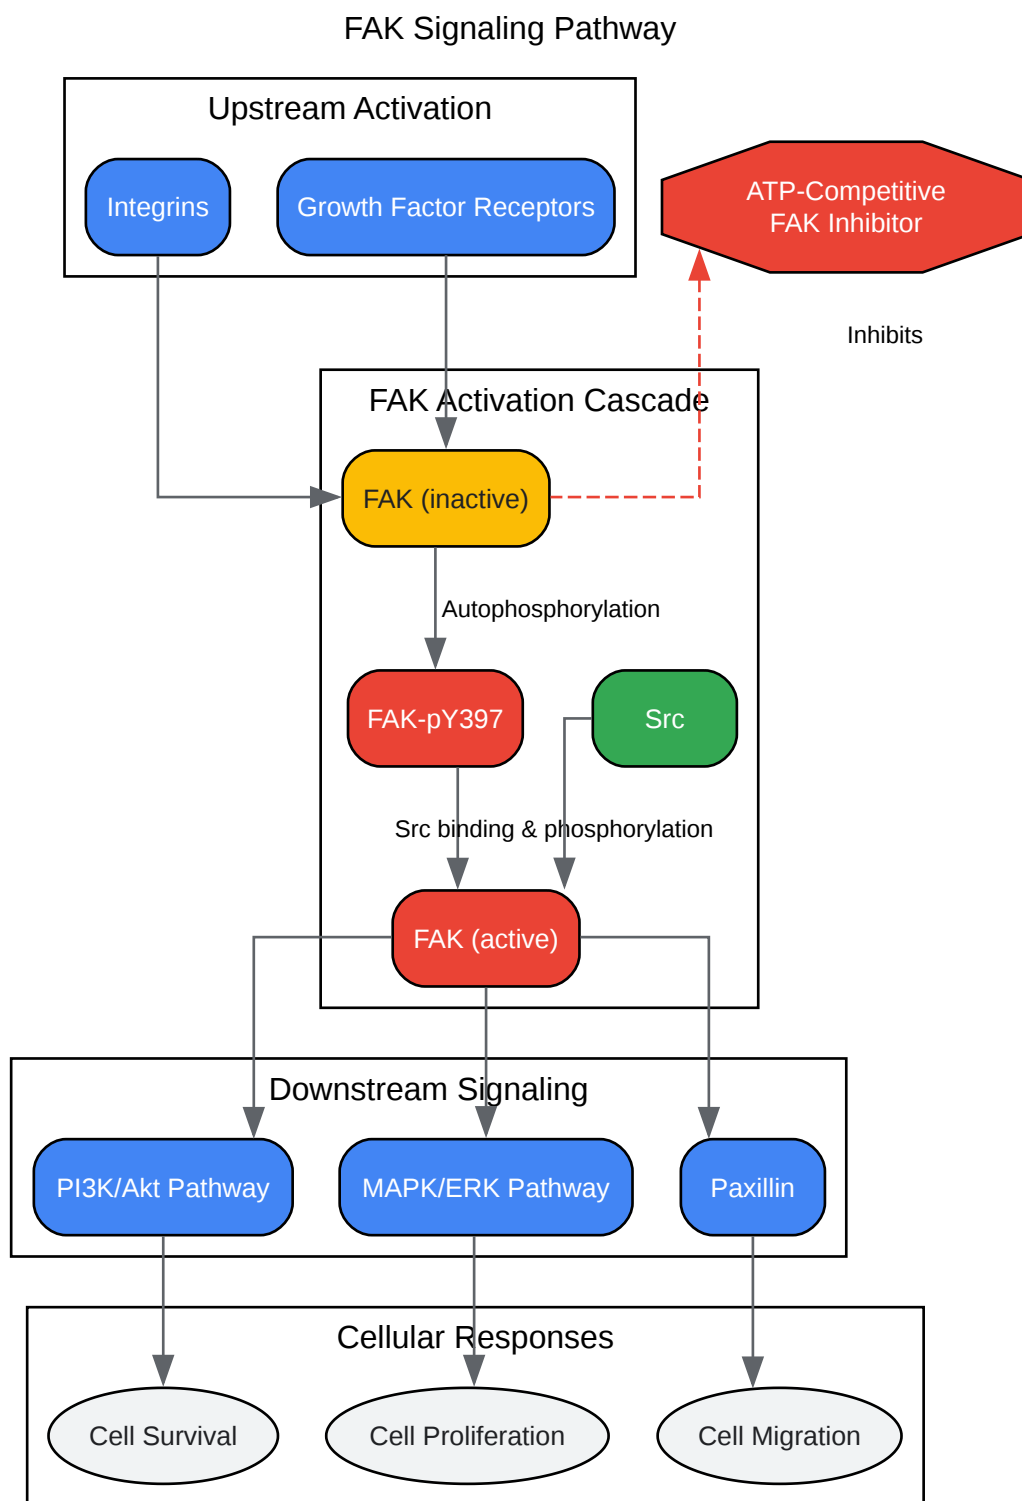 FAK Signaling Pathway
Upstream Activation
Integrins
Growth Factor Receptors
ATP-Competitive
FAK Inhibitor
Inhibits
FAK Activation Cascade
FAK (inactive)
Autophosphorylation
FAK-pY397
Src
Src binding & phosphorylation
FAK (active)
Downstream Signaling
PI3K/Akt Pathway
MAPK/ERK Pathway
Paxillin
Cellular Responses
Cell Survival
Cell Proliferation
Cell Migration